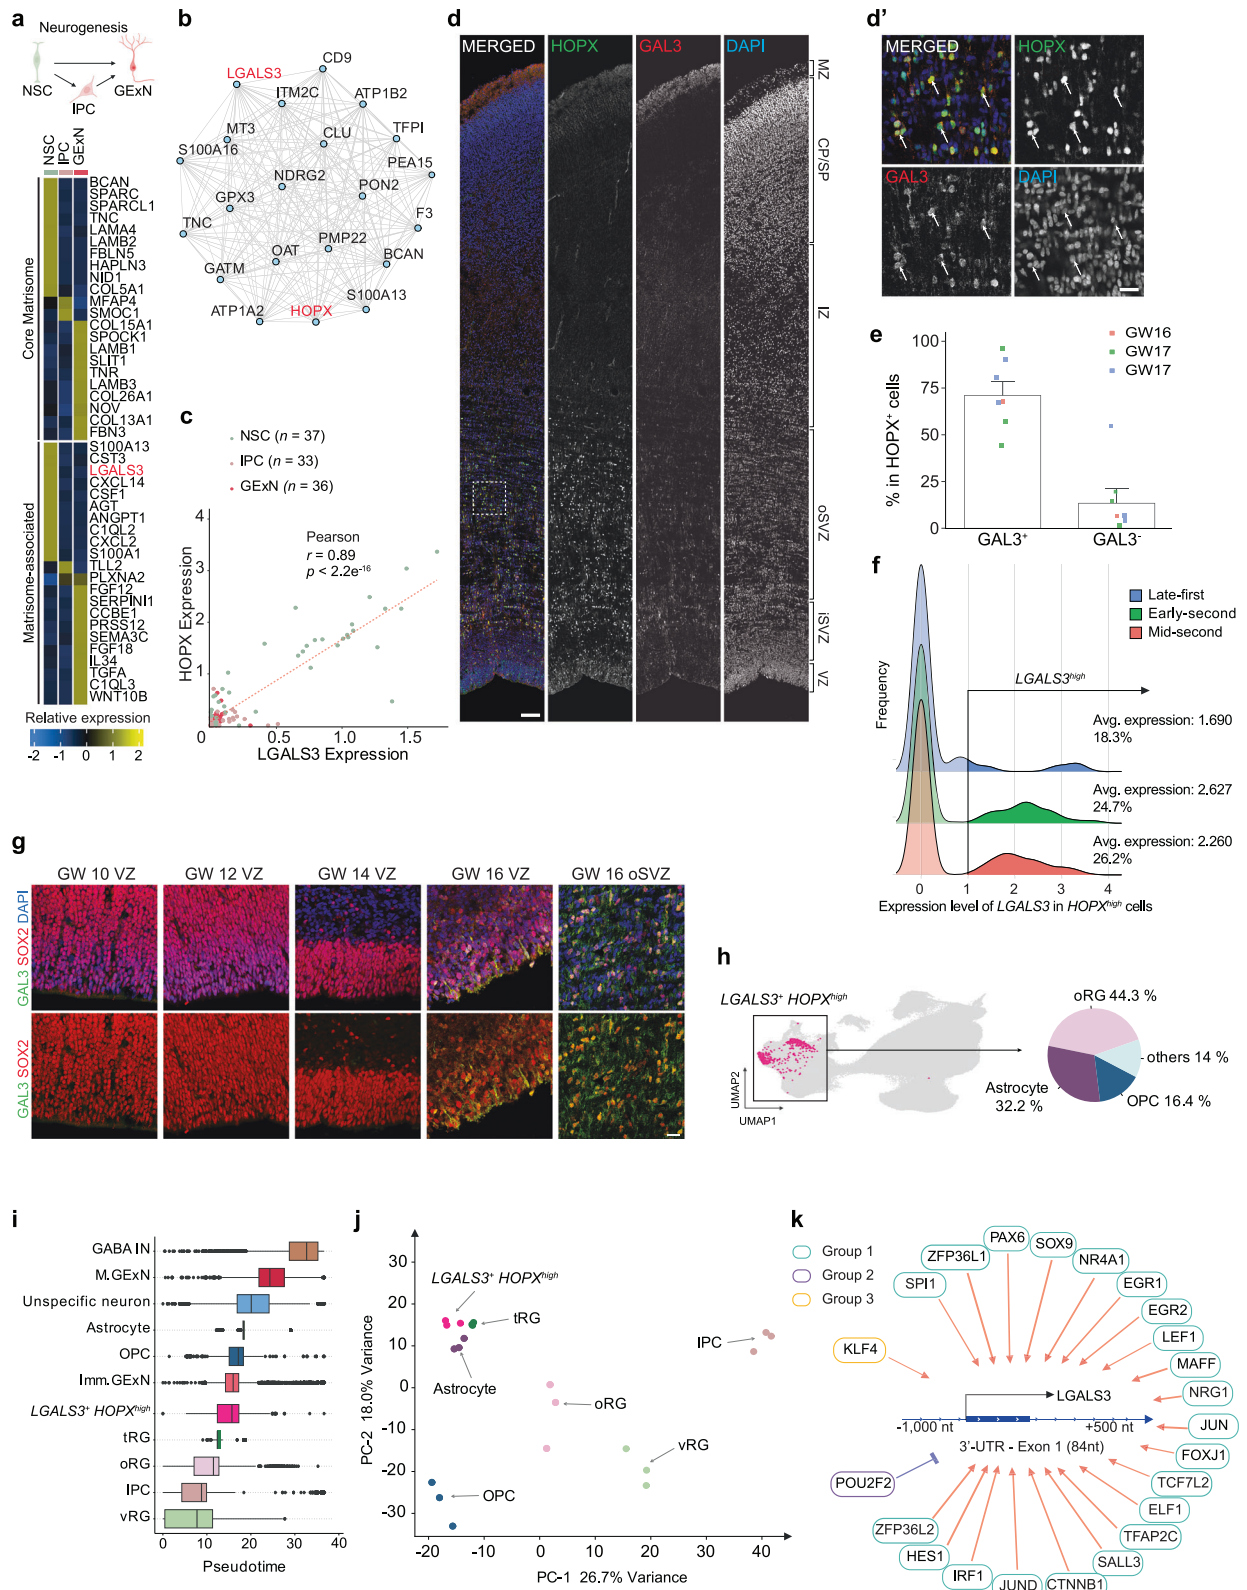 a
Neurogenesis
NSC
IPC
GExN
NSC
IPC
GExN
Core Matrisome
BCAN
SPARC
SPARCL1
TNC
LAMA4
LAMB2
FBLN5
HAPLN3
NID1
COL5A1
MFAP4
SMOC1
COL15A1
SPOCK1
LAMB1
SLIT1
TNR
LAMB3
COL26A1
NOV
COL13A1
FBN3
Matrisome-associated
S100A13
CST3
LGALS3
CXCL14
CSF1
AGT
ANGPT1
C1QL2
CXCL2
S100A1
TLL2
PLXNA2
FGF12
SERPINI1
CCBE1
PRSS12
SEMA3C
FGF18
IL34
TGFA
C1QL3
WNT10B
Relative expression
-2 -1 0 1 2
b
CD9
LGALS3
ITM2C
ATP1B2
MT3
CLU
TFPI
S100A16
PEA15
NDRG2
PON2
GPX3
F3
TNC
PMP22
OAT
BCAN
GATM
S100A13
ATP1A2
HOPX
c
NSC (n = 37)
IPC (n = 33)
GExN (n = 36)
Pearson
r = 0.89
p < 2.2e-16
HOPX Expression
4
3
2
1
0 0.5 1.0 1.5
LGALS3 Expression
d
MERGED HOPX GAL3 DAPI
MZ
CP/SP
IZ
oSVZ
iSVZ
VZ
d'
MERGED HOPX
GAL3 DAPI
e
% in HOPX+ cells
100
75
50
25
0
GAL3+ GAL3-
GW16
GW17
GW17
f
Late-first
Early-second
Mid-second
Frequency
LGALS3high
Avg. expression: 1.690
18.3%
Avg. expression: 2.627
24.7%
Avg. expression: 2.260
26.2%
0 1 2 3 4
Expression level of LGALS3 in HOPXhigh cells
g
GW 10 VZ GW 12 VZ GW 14 VZ GW 16 VZ GW 16 oSVZ
GAL3 SOX2 DAPI
GAL3 SOX2
h
LGALS3+ HOPXhigh
UMAP2
UMAP1
oRG 44.3 %
others 14 %
OPC 16.4 %
Astrocyte
32.2 %
i
GABA IN
M.GExN
Unspecific neuron
Astrocyte
OPC
Imm.GExN
LGALS3+ HOPXhigh
tRG
oRG
IPC
vRG
0 10 20 30 40
Pseudotime
j
PC-2 18.0% Variance
30
20
10
0
-10
-20
-30
LGALS3+ HOPXhigh
tRG
Astrocyte
IPC
oRG
vRG
OPC
-20 -10 0 10 20 30 40
PC-1 26.7% Variance
k
Group 1
Group 2
Group 3
PAX6
SOX9
ZFP36L1
NR4A1
SPI1
EGR1
EGR2
LEF1
KLF4
MAFF
LGALS3
NRG1
-1,000 nt
+500 nt
JUN
3'-UTR - Exon 1 (84nt)
FOXJ1
POU2F2
TCF7L2
ELF1
ZFP36L2
TFAP2C
HES1
SALL3
IRF1
JUND
CTNNB1